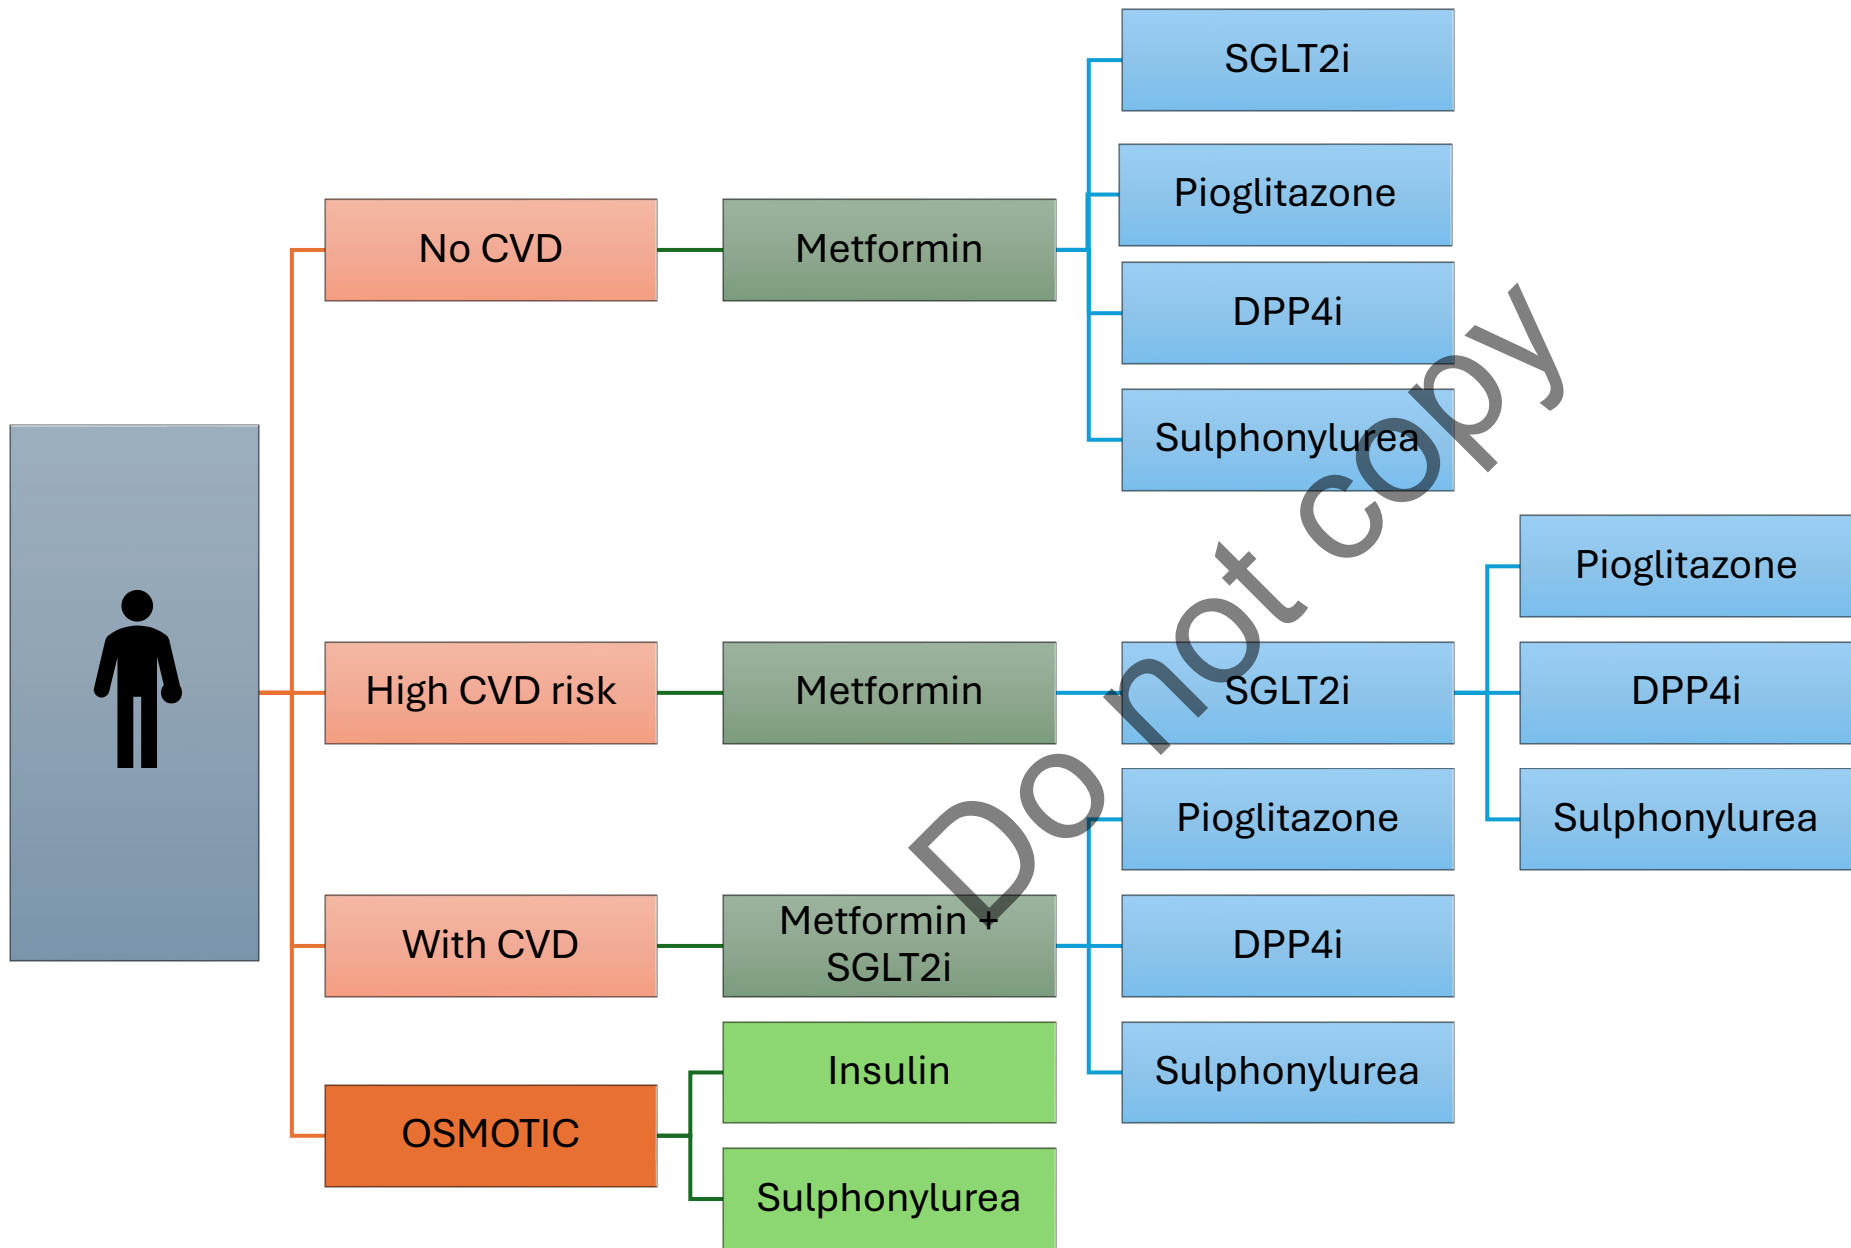 No CVD
Metformin
SGLT2i
Pioglitazone
DPP4i
Sulphonylurea
High CVD risk
Metformin
SGLT2i
Pioglitazone
DPP4i
Sulphonylurea
With CVD
Metformin +
SGLT2i
Pioglitazone
DPP4i
Sulphonylurea
OSMOTIC
Insulin
Sulphonylurea
Do not copy